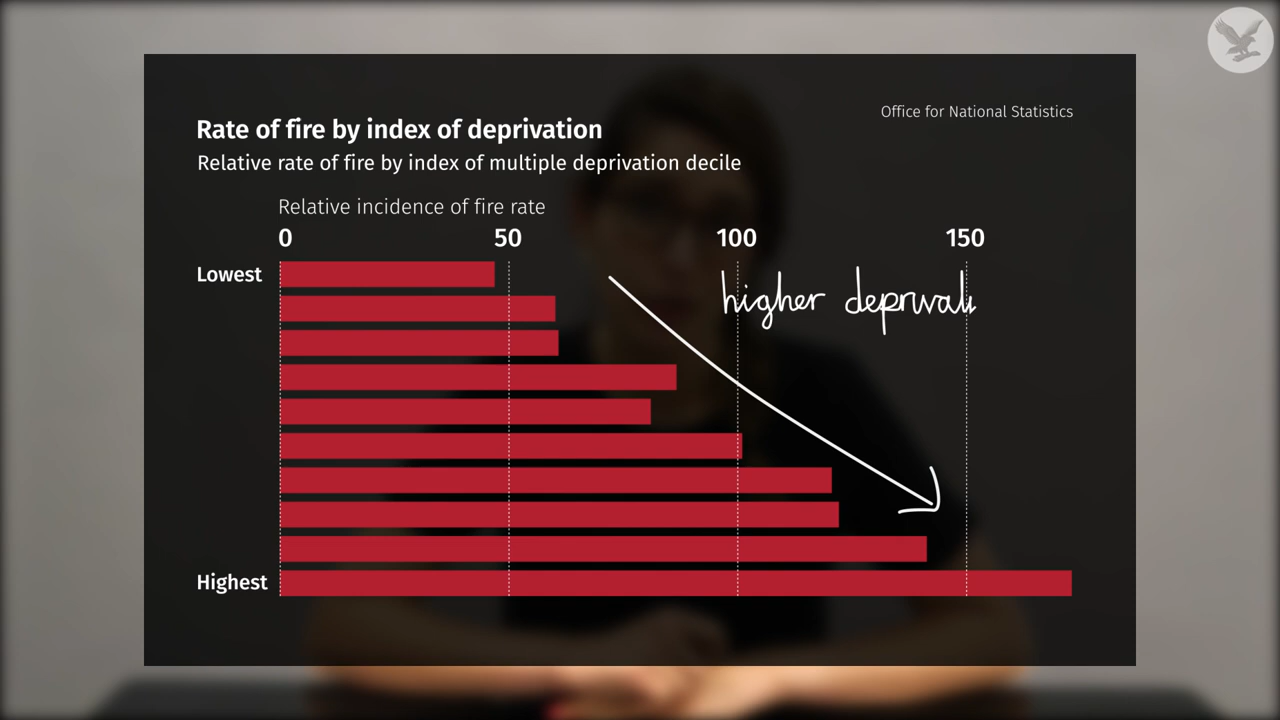 Office for National Statistics
Rate of fire by index of deprivation
Relative rate of fire by index of multiple deprivation decile
Relative incidence of fire rate
0 50 100 150
Lowest
higher deprivati
Highest